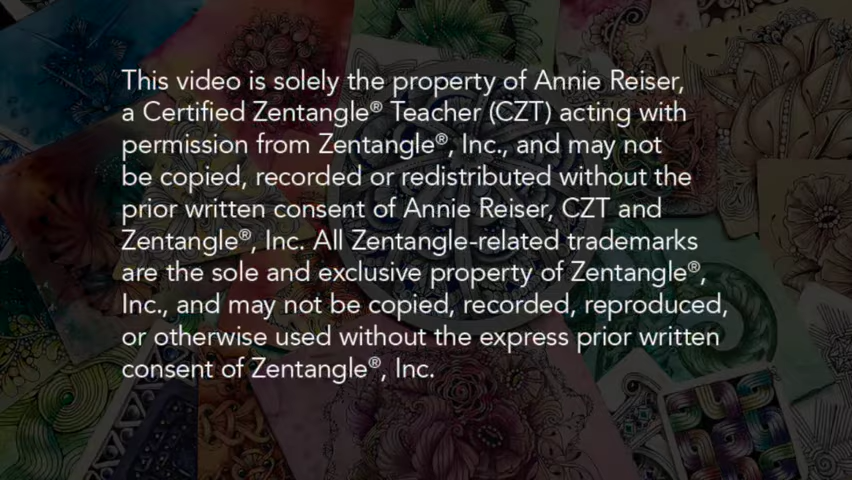 This video is solely the property of Annie Reiser,
a Certified Zentangle® Teacher (CZT) acting with
permission from Zentangle®, Inc., and may not
be copied, recorded or redistributed without the
prior written consent of Annie Reiser, CZT and
Zentangle®, Inc. All Zentangle-related trademarks
are the sole and exclusive property of Zentangle®,
Inc., and may not be copied, recorded, reproduced,
or otherwise used without the express prior written
consent of Zentangle®, Inc.